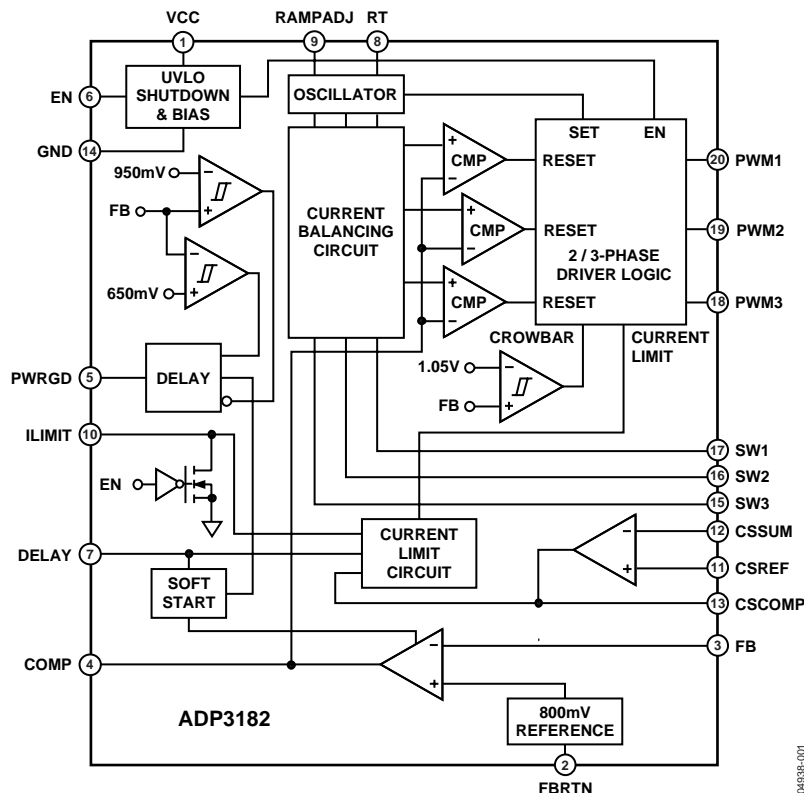 VCC
RAMPADJ
RT
1
9
8
UVLO
SHUTDOWN
& BIAS
OSCILLATOR
EN
6
SET
EN
GND
14
950mV
−
+
FB
−
+
650mV
CURRENT
BALANCING
CIRCUIT
+
−
CMP
RESET
20
PWM1
+
−
CMP
RESET
19
PWM2
2 / 3-PHASE
DRIVER LOGIC
+
−
CMP
RESET
18
PWM3
CROWBAR
CURRENT
LIMIT
1.05V
−
FB
+
PWRGD
5
DELAY
ILIMIT
10
EN
17
SW1
16
SW2
15
SW3
DELAY
7
CURRENT
LIMIT
CIRCUIT
−
12
CSSUM
+
11
CSREF
SOFT
START
13
CSCOMP
COMP
4
−
3
FB
+
ADP3182
800mV
REFERENCE
2
FBRTN
04938-001